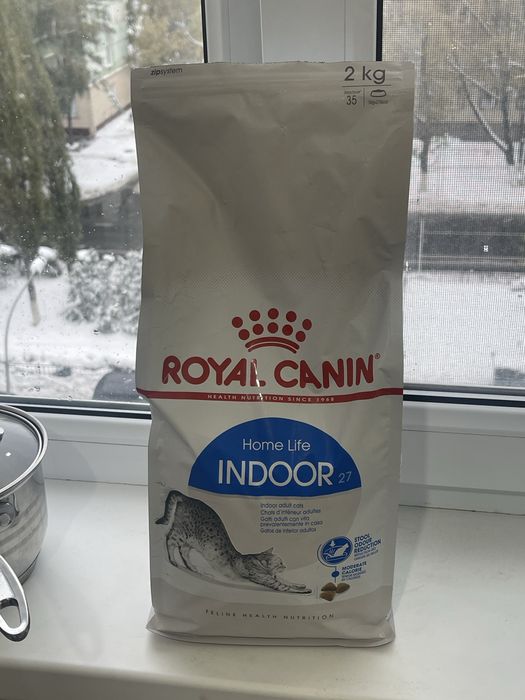 zipsystem
2 kg
35
ROYAL CANIN®
HEALTH NUTRITION SINCE 1968
Home Life
INDOOR 27
Indoor adult cats
Chats d'intérieur adultes
Gatti adulti con vita
prevalentemente in casa
Gatos de interior adultos
STOOL
ODOUR
REDUCTION
MODERATE
CALORIE
FELINE HEALTH NUTRITION